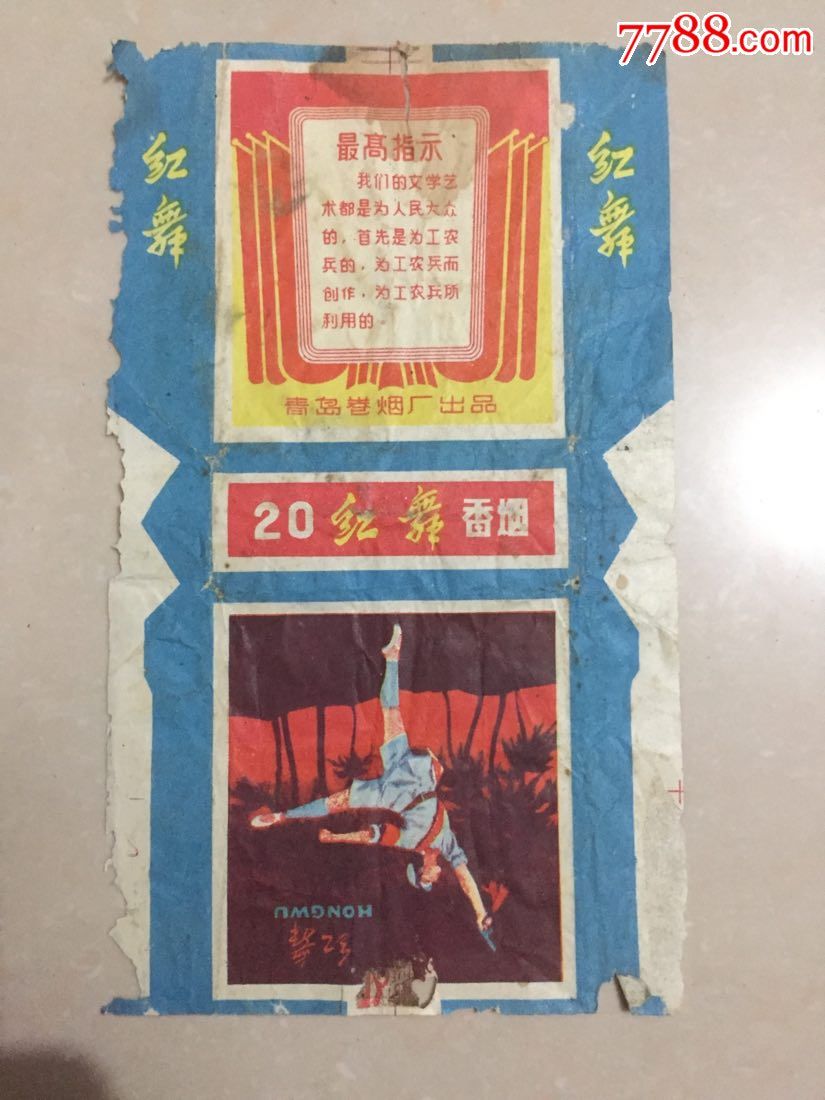 7788.com
红舞
红舞
最高指示
我们的文学艺
术都是为人民大众
的，首先是为工农
兵的，为工农兵而
创作，为工农兵所
利用的。
青岛卷烟厂出品
20 红舞 香烟
HONGWU
红舞